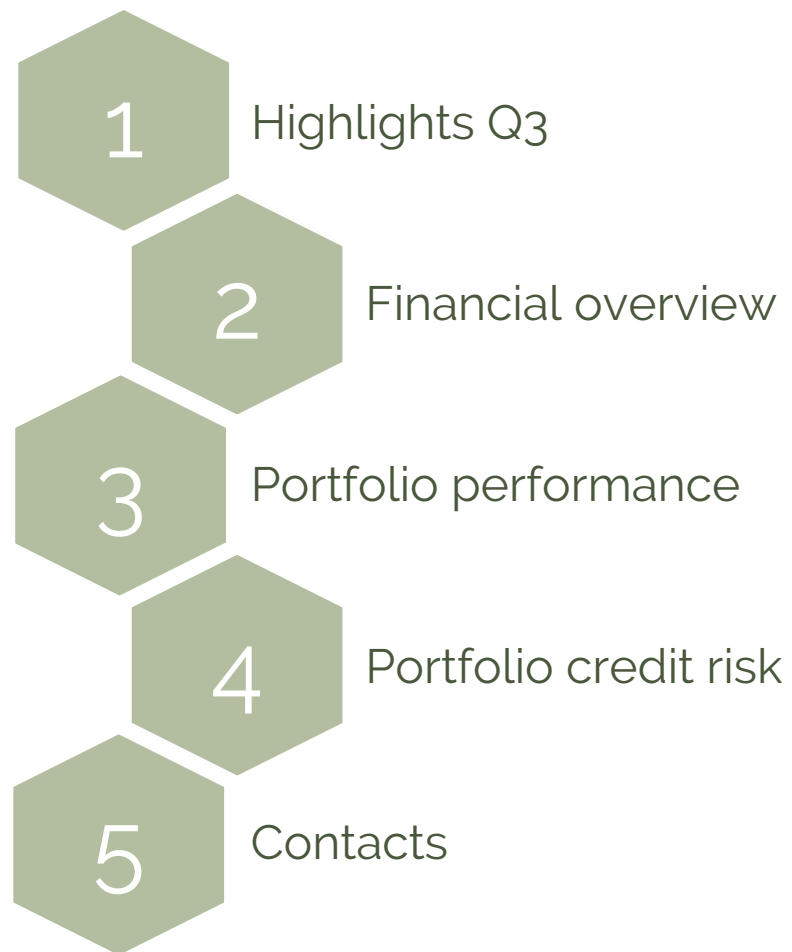 1 Highlights Q3
2 Financial overview
3 Portfolio performance
4 Portfolio credit risk
5 Contacts